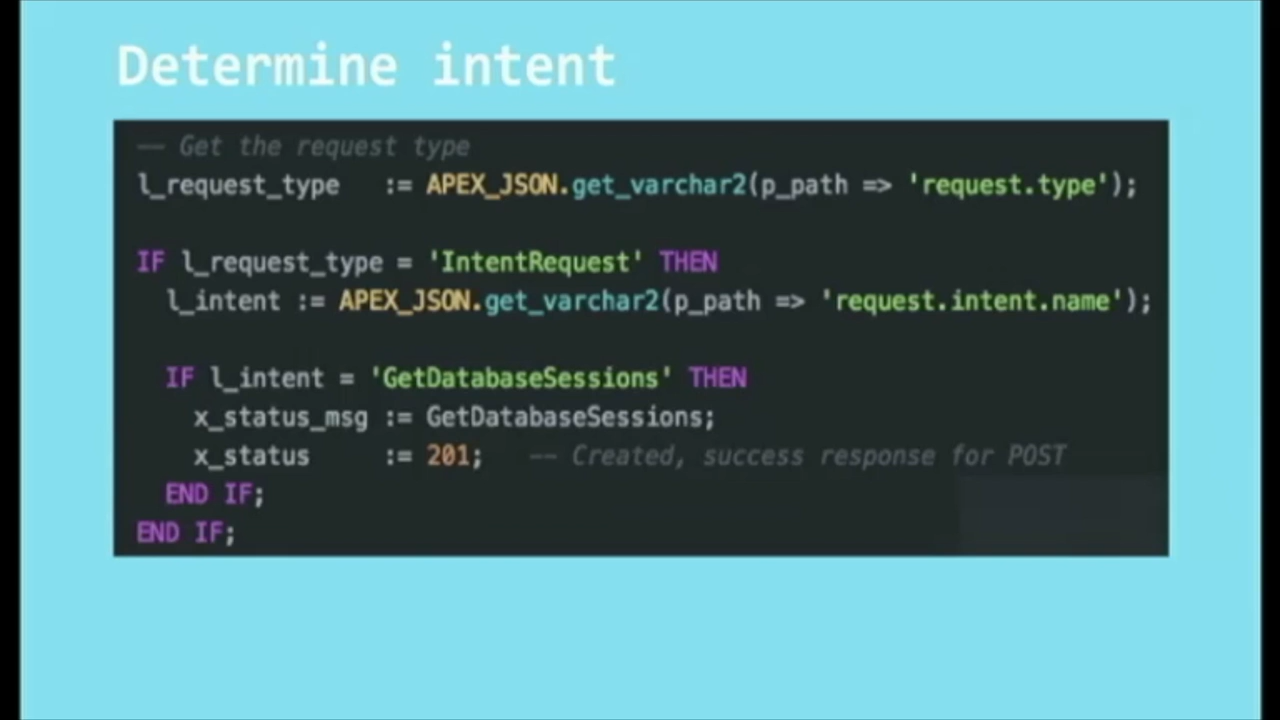 Determine intent
-- Get the request type
l_request_type   := APEX_JSON.get_varchar2(p_path => 'request.type');
IF l_request_type = 'IntentRequest' THEN
  l_intent := APEX_JSON.get_varchar2(p_path => 'request.intent.name');
  IF l_intent = 'GetDatabaseSessions' THEN
    x_status_msg := GetDatabaseSessions;
    x_status     := 201;   -- Created, success response for POST
  END IF;
END IF;